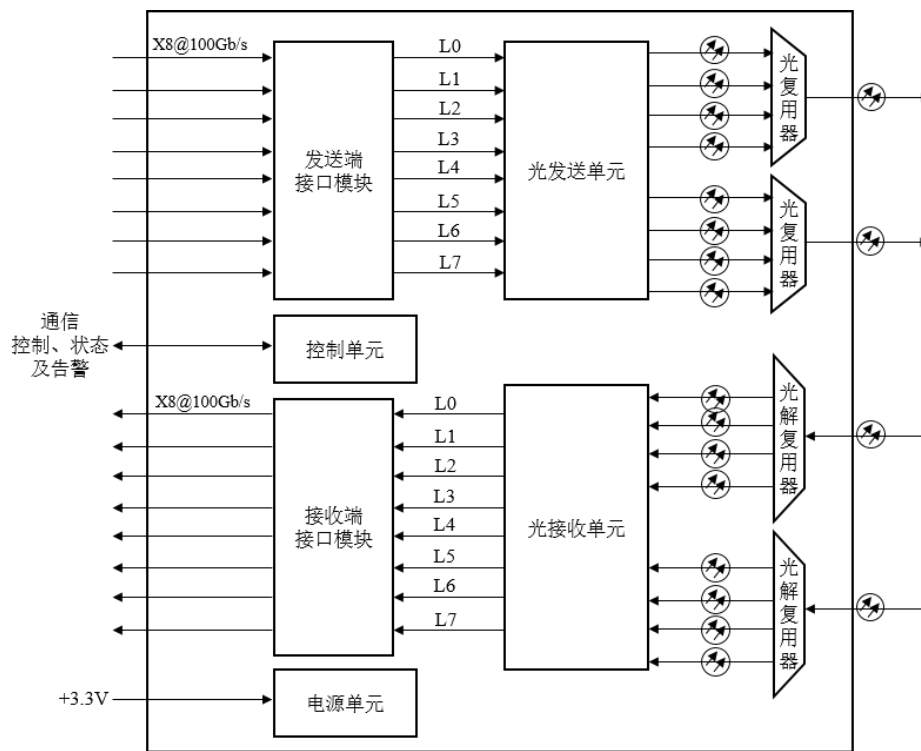 X8@100Gb/s
L0
L1
L2
L3
L4
L5
L6
L7
发送端
接口模块
光发送单元
光复用器
光复用器
通信
控制、状态
及告警
控制单元
X8@100Gb/s
L0
L1
L2
L3
L4
L5
L6
L7
接收端
接口模块
光接收单元
光解复用器
光解复用器
+3.3V
电源单元